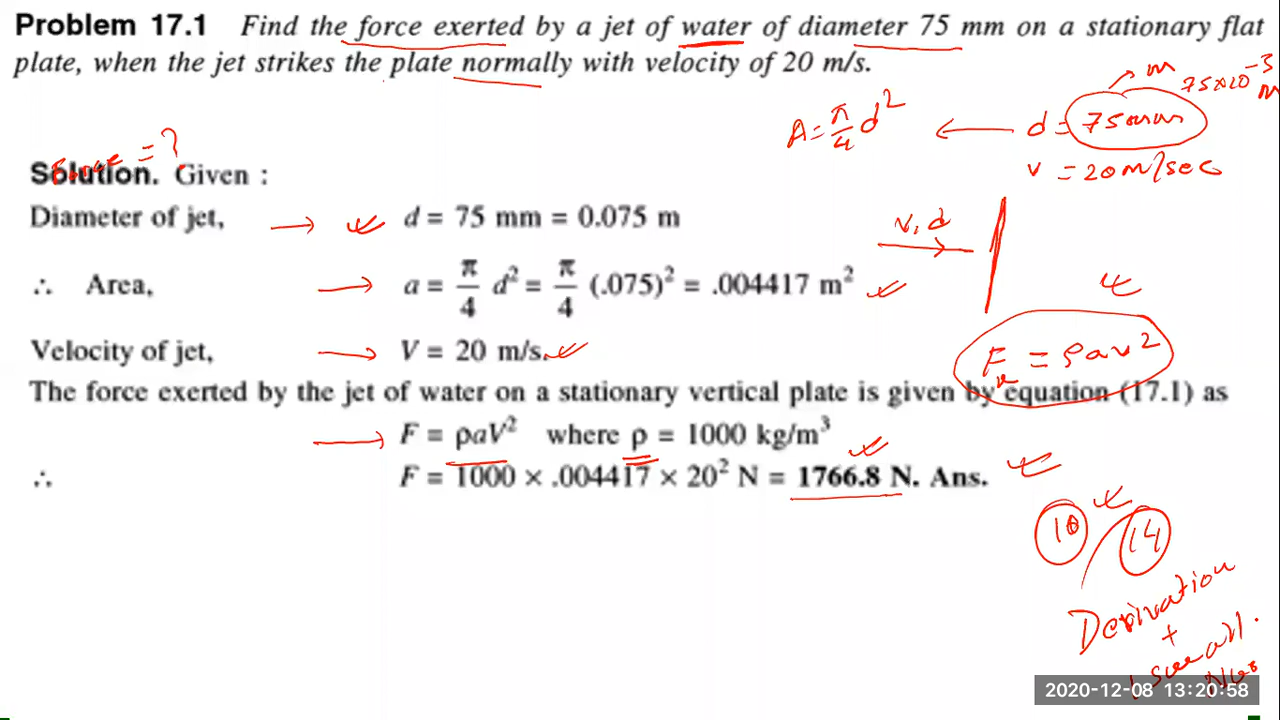 Problem 17.1 Find the force exerted by a jet of water of diameter 75 mm on a stationary flat
plate, when the jet strikes the plate normally with velocity of 20 m/s.
m
75×10⁻³ m
A = π/4 d²
d = 75mm
v = 20m/sec
Force = ?
Solution. Given :
Diameter of jet, d = 75 mm = 0.075 m
v, d
∴ Area, a = π/4 d² = π/4 (.075)² = .004417 m²
Velocity of jet, V = 20 m/s.
Fx = ρav²
The force exerted by the jet of water on a stationary vertical plate is given by equation (17.1) as
F = ρaV² where ρ = 1000 kg/m³
∴ F = 1000 × .004417 × 20² N = 1766.8 N. Ans.
10 / 14
Derivation
+
2020-12-08 13:20:58